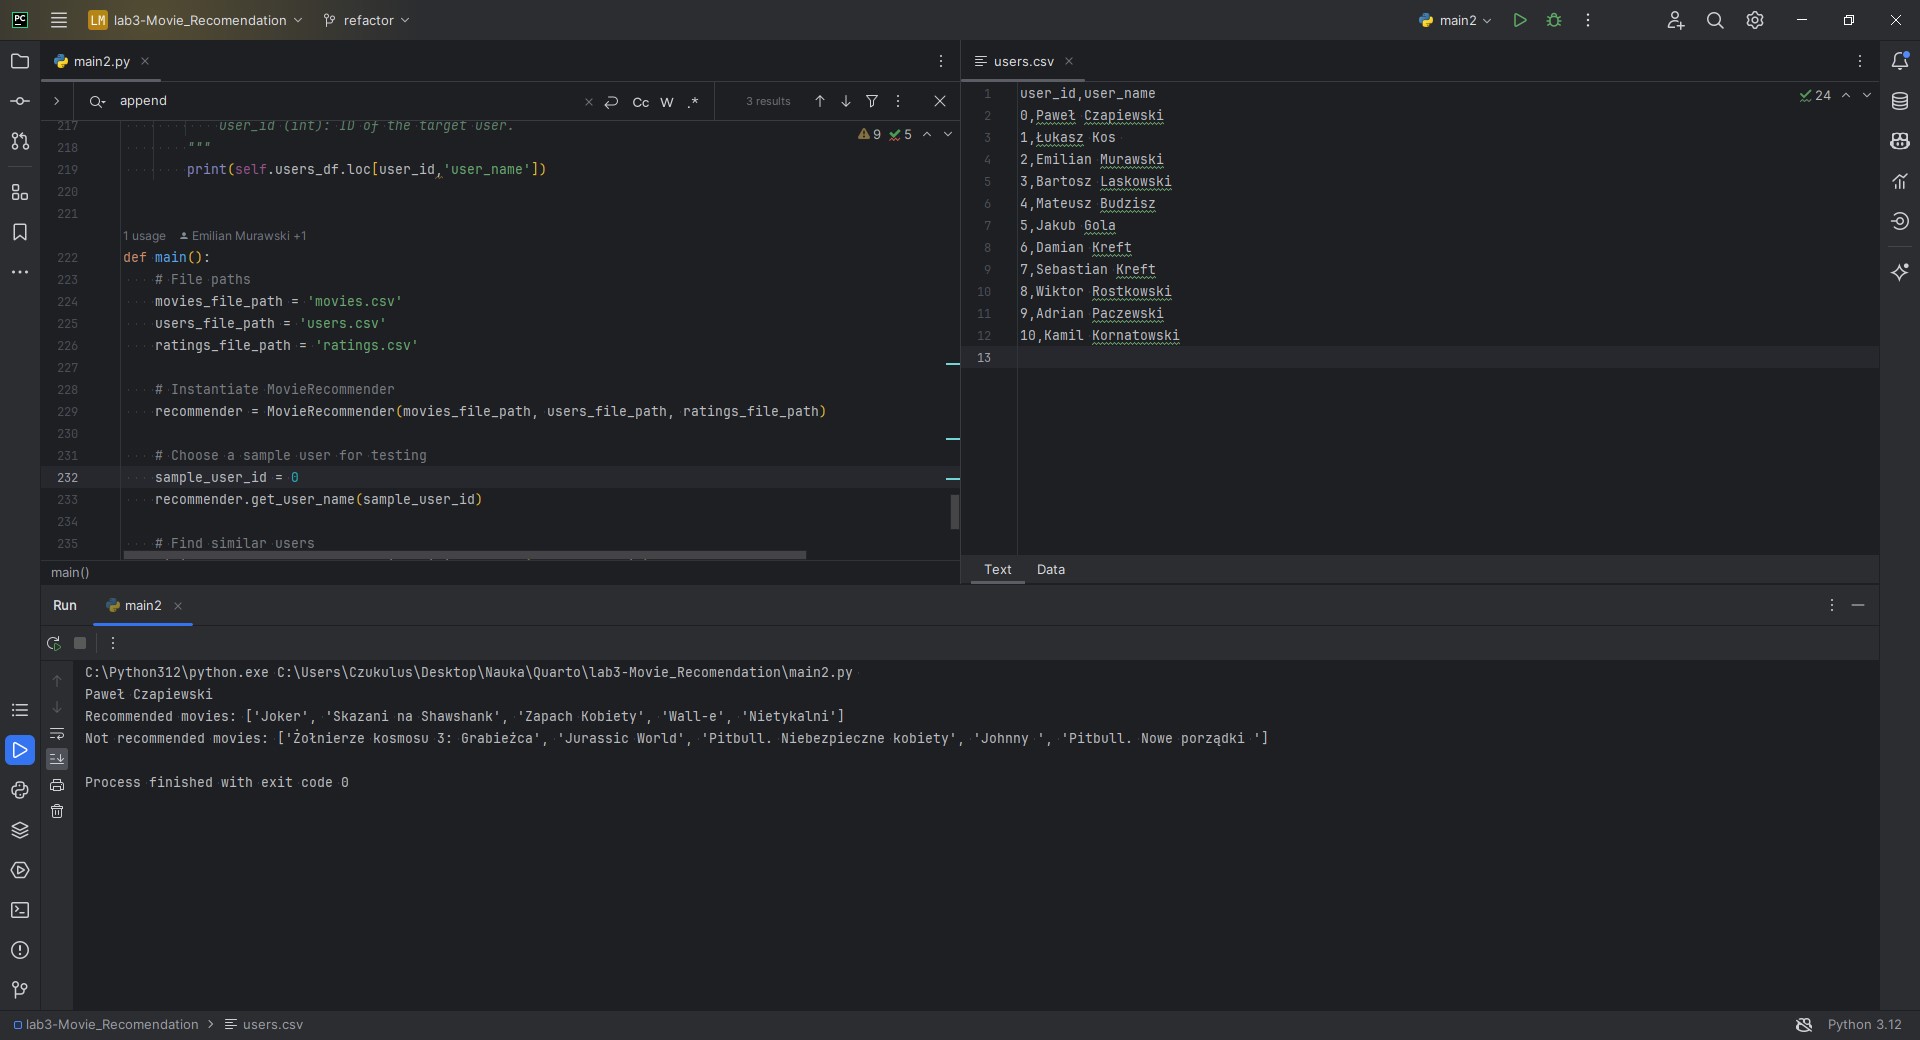 PC
LM lab3-Movie_Recomendation
refactor
main2
main2.py
users.csv
append
Cc W .*
3 results
217 user_id (int): ID of the target user.
218 """
219 print(self.users_df.loc[user_id,'user_name'])
220
221
1 usage Emilian Murawski +1
222 def main():
223 # File paths
224 movies_file_path = 'movies.csv'
225 users_file_path = 'users.csv'
226 ratings_file_path = 'ratings.csv'
227
228 # Instantiate MovieRecommender
229 recommender = MovieRecommender(movies_file_path, users_file_path, ratings_file_path)
230
231 # Choose a sample user for testing
232 sample_user_id = 0
233 recommender.get_user_name(sample_user_id)
234
235 # Find similar users
9 5
main()
1 user_id,user_name
2 0,Paweł Czapiewski
3 1,Łukasz Kos
4 2,Emilian Murawski
5 3,Bartosz Laskowski
6 4,Mateusz Budzisz
7 5,Jakub Gola
8 6,Damian Kreft
9 7,Sebastian Kreft
10 8,Wiktor Rostkowski
11 9,Adrian Paczewski
12 10,Kamil Kornatowski
13
24
Text Data
Run main2
C:\Python312\python.exe C:\Users\Czukulus\Desktop\Nauka\Quarto\lab3-Movie_Recomendation\main2.py
Paweł Czapiewski
Recommended movies: ['Joker', 'Skazani na Shawshank', 'Zapach Kobiety', 'Wall-e', 'Nietykalni']
Not recommended movies: ['Żołnierze kosmosu 3: Grabieżca', 'Jurassic World', 'Pitbull. Niebezpieczne kobiety', 'Johnny ', 'Pitbull. Nowe porządki ']
Process finished with exit code 0
lab3-Movie_Recomendation > users.csv
Python 3.12